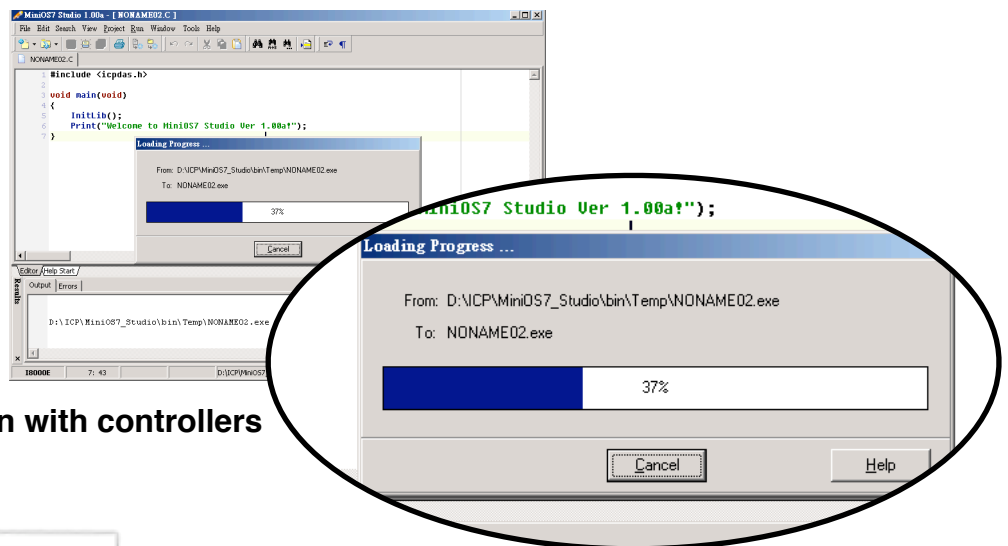 MiniOS7 Studio 1.00a - [ NONAME02.C ]
File Edit Search View Project Run Window Tools Help
NONAME02.C
1 #include <icpdas.h>
2
3 void main(void)
4 {
5 InitLib();
6 Print("Welcome to MiniOS7 Studio Ver 1.00a!");
7 }
Loading Progress ...
From: D:\ICP\MiniOS7_Studio\bin\Temp\NONAME02.exe
To: NONAME02.exe
37%
Cancel
Editor Help Start
Results
Output Errors
D:\ICP\MiniOS7_Studio\bin\Temp\NONAME02.exe
I8000E 7: 43 D:\ICP\MiniOS7
MiniOS7 Studio Ver 1.00a!");
Loading Progress ...
From: D:\ICP\MiniOS7_Studio\bin\Temp\NONAME02.exe
To: NONAME02.exe
37%
Cancel Help
n with controllers